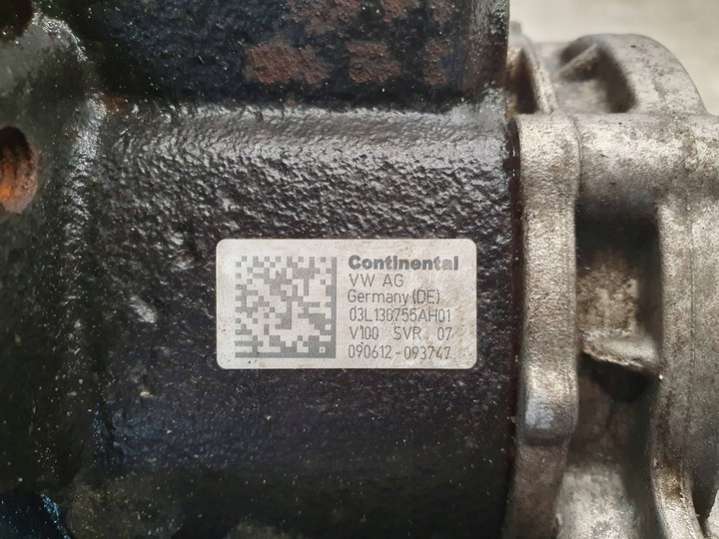 Continental
VW AG
Germany (DE)
03L130755AH01
V100 SVR 07
090612-093747